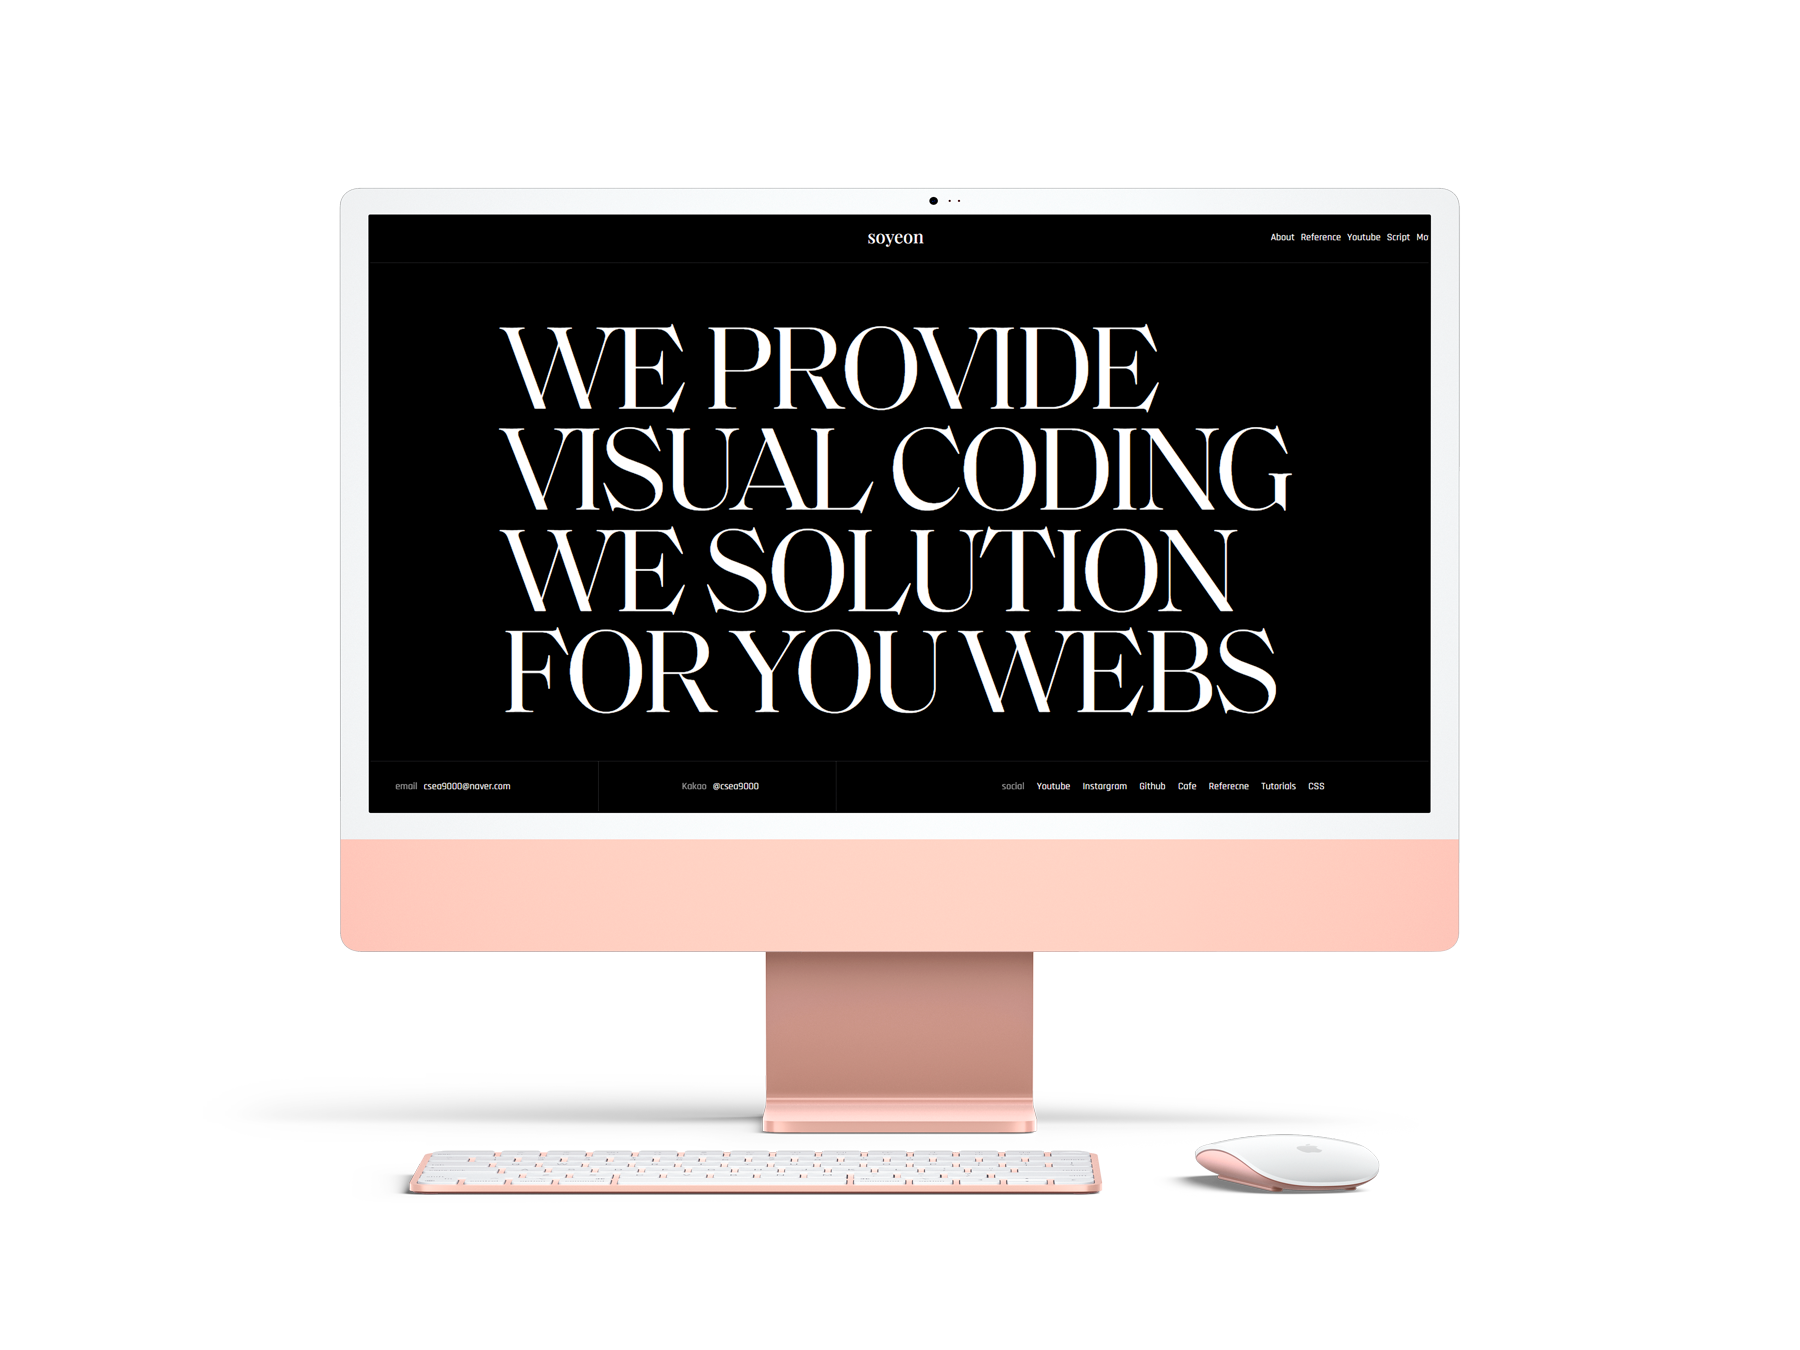 soyeon
About Reference Youtube Script Mo
WE PROVIDE
VISUAL CODING
WE SOLUTION
FOR YOU WEBS
email csea9000@naver.com
Kakao @csea9000
social Youtube Instargram Github Cafe Referecne Tutorials CSS